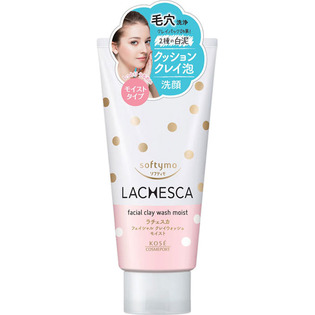 毛穴洗浄
クレイパック効果
2種の白泥
クッション
クレイ泡
洗顔
モイスト
タイプ
softymo
ソフティモ
LACHESCA
facial clay wash moist
ラチェスカ
フェイシャル クレイウォッシュ
モイスト
KOSÉ
COSMEPORT